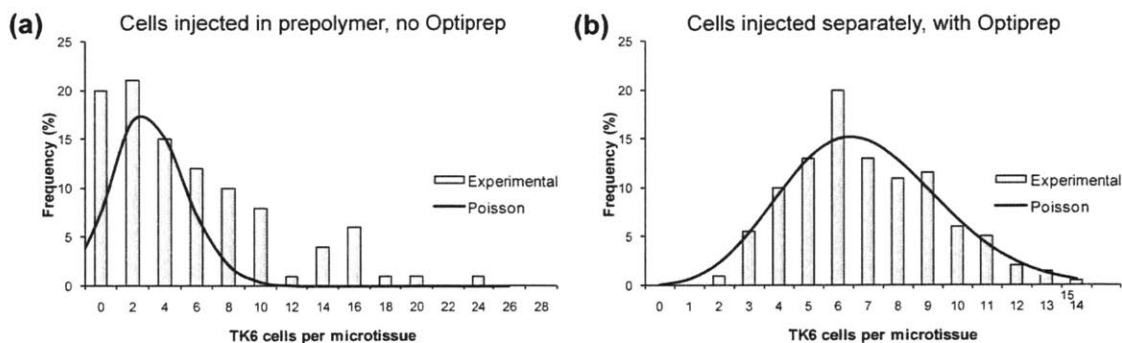 (a) Cells injected in prepolymer, no Optiprep
25
20
15
10
5
0
Frequency (%)
Experimental
Poisson
0 2 4 6 8 10 12 14 16 18 20 22 24 26 28
TK6 cells per microtissue
(b) Cells injected separately, with Optiprep
25
20
15
10
5
0
Frequency (%)
Experimental
Poisson
15
0 1 2 3 4 5 6 7 8 9 10 11 12 13 14
TK6 cells per microtissue